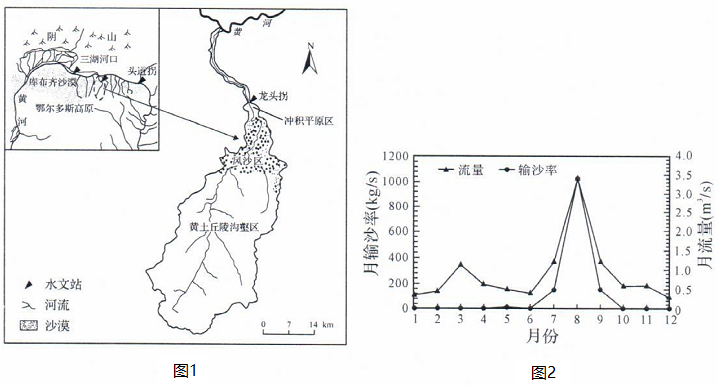 阴 山
三湖河口
头道拐
库布齐沙漠
黄
河
鄂尔多斯高原
黄 河
N
龙头拐
冲积平原区
风沙区
黄土丘陵沟壑区
水文站
河流
沙漠
0 7 14 km
图1
流量 输沙率
月输沙率(kg/s)
1200
1000
800
600
400
200
0
月流量(m³/s)
4.0
3.5
3.0
2.5
2.0
1.5
1.0
0.5
0
1 2 3 4 5 6 7 8 9 10 11 12
月份
图2